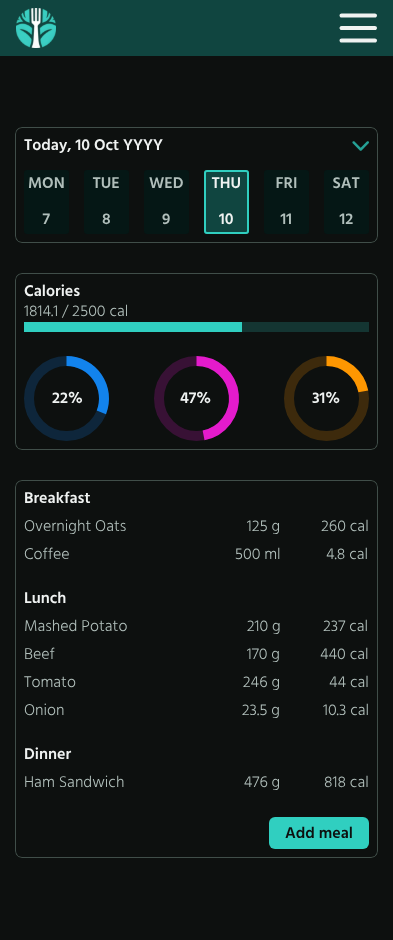 Today, 10 Oct YYYY
MON TUE WED THU FRI SAT
7 8 9 10 11 12
Calories
1814.1 / 2500 cal
22% 47% 31%
Breakfast
Overnight Oats 125 g 260 cal
Coffee 500 ml 4.8 cal
Lunch
Mashed Potato 210 g 237 cal
Beef 170 g 440 cal
Tomato 246 g 44 cal
Onion 23.5 g 10.3 cal
Dinner
Ham Sandwich 476 g 818 cal
Add meal